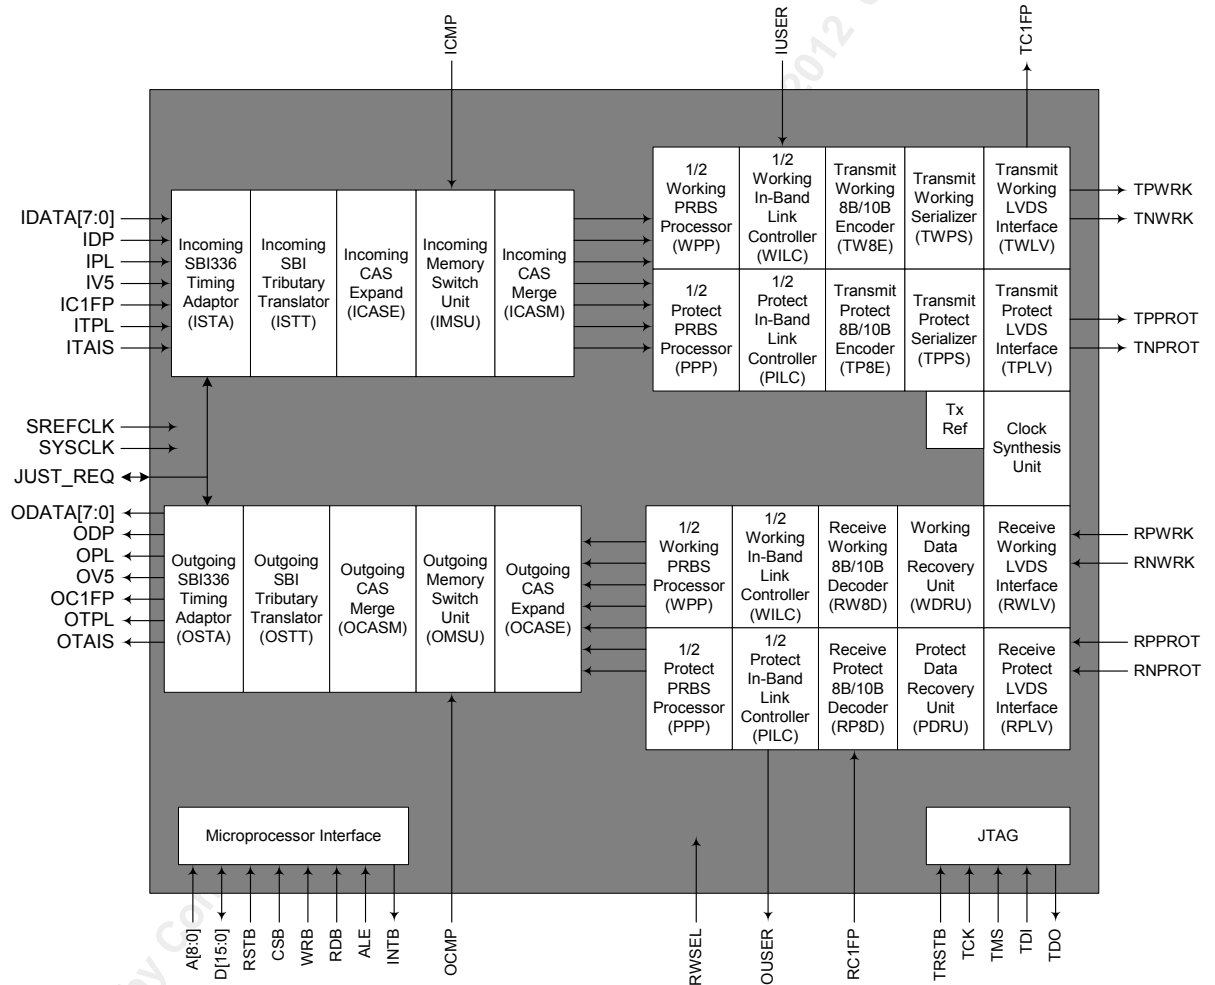 ICMP
IUSER
TC1FP
2012
IDATA[7:0]
IDP
IPL
IV5
IC1FP
ITPL
ITAIS
Incoming
SBI336
Timing
Adaptor
(ISTA)
Incoming
SBI
Tributary
Translator
(ISTT)
Incoming
CAS
Expand
(ICASE)
Incoming
Memory
Switch
Unit
(IMSU)
Incoming
CAS
Merge
(ICASM)
1/2
Working
PRBS
Processor
(WPP)
1/2
Working
In-Band
Link
Controller
(WILC)
Transmit
Working
8B/10B
Encoder
(TW8E)
Transmit
Working
Serializer
(TWPS)
Transmit
Working
LVDS
Interface
(TWLV)
TPWRK
TNWRK
1/2
Protect
PRBS
Processor
(PPP)
1/2
Protect
In-Band
Link
Controller
(PILC)
Transmit
Protect
8B/10B
Encoder
(TP8E)
Transmit
Protect
Serializer
(TPPS)
Transmit
Protect
LVDS
Interface
(TPLV)
TPPROT
TNPROT
Tx
Ref
Clock
Synthesis
Unit
SREFCLK
SYSCLK
JUST_REQ
ODATA[7:0]
ODP
OPL
OV5
OC1FP
OTPL
OTAIS
Outgoing
SBI336
Timing
Adaptor
(OSTA)
Outgoing
SBI
Tributary
Translator
(OSTT)
Outgoing
CAS
Merge
(OCASM)
Outgoing
Memory
Switch
Unit
(OMSU)
Outgoing
CAS
Expand
(OCASE)
1/2
Working
PRBS
Processor
(WPP)
1/2
Working
In-Band
Link
Controller
(WILC)
Receive
Working
8B/10B
Decoder
(RW8D)
Working
Data
Recovery
Unit
(WDRU)
Receive
Working
LVDS
Interface
(RWLV)
RPWRK
RNWRK
1/2
Protect
PRBS
Processor
(PPP)
1/2
Protect
In-Band
Link
Controller
(PILC)
Receive
Protect
8B/10B
Decoder
(RP8D)
Protect
Data
Recovery
Unit
(PDRU)
Receive
Protect
LVDS
Interface
(RPLV)
RPPROT
RNPROT
Microprocessor Interface
JTAG
A[8:0]
D[15:0]
RSTB
CSB
WRB
RDB
ALE
INTB
OCMP
RWSEL
OUSER
RC1FP
TRSTB
TCK
TMS
TDI
TDO
by